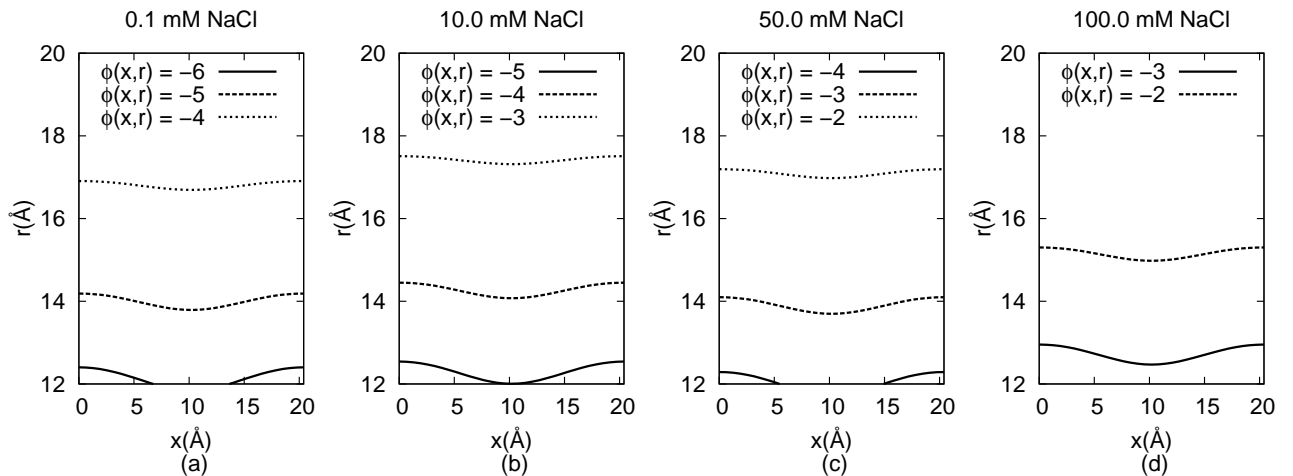 0.1 mM NaCl
20
18
16
14
12
r(Å)
ϕ(x,r) = −6
ϕ(x,r) = −5
ϕ(x,r) = −4
0 5 10 15 20
x(Å)
(a)
10.0 mM NaCl
20
18
16
14
12
r(Å)
ϕ(x,r) = −5
ϕ(x,r) = −4
ϕ(x,r) = −3
0 5 10 15 20
x(Å)
(b)
50.0 mM NaCl
20
18
16
14
12
r(Å)
ϕ(x,r) = −4
ϕ(x,r) = −3
ϕ(x,r) = −2
0 5 10 15 20
x(Å)
(c)
100.0 mM NaCl
20
18
16
14
12
r(Å)
ϕ(x,r) = −3
ϕ(x,r) = −2
0 5 10 15 20
x(Å)
(d)